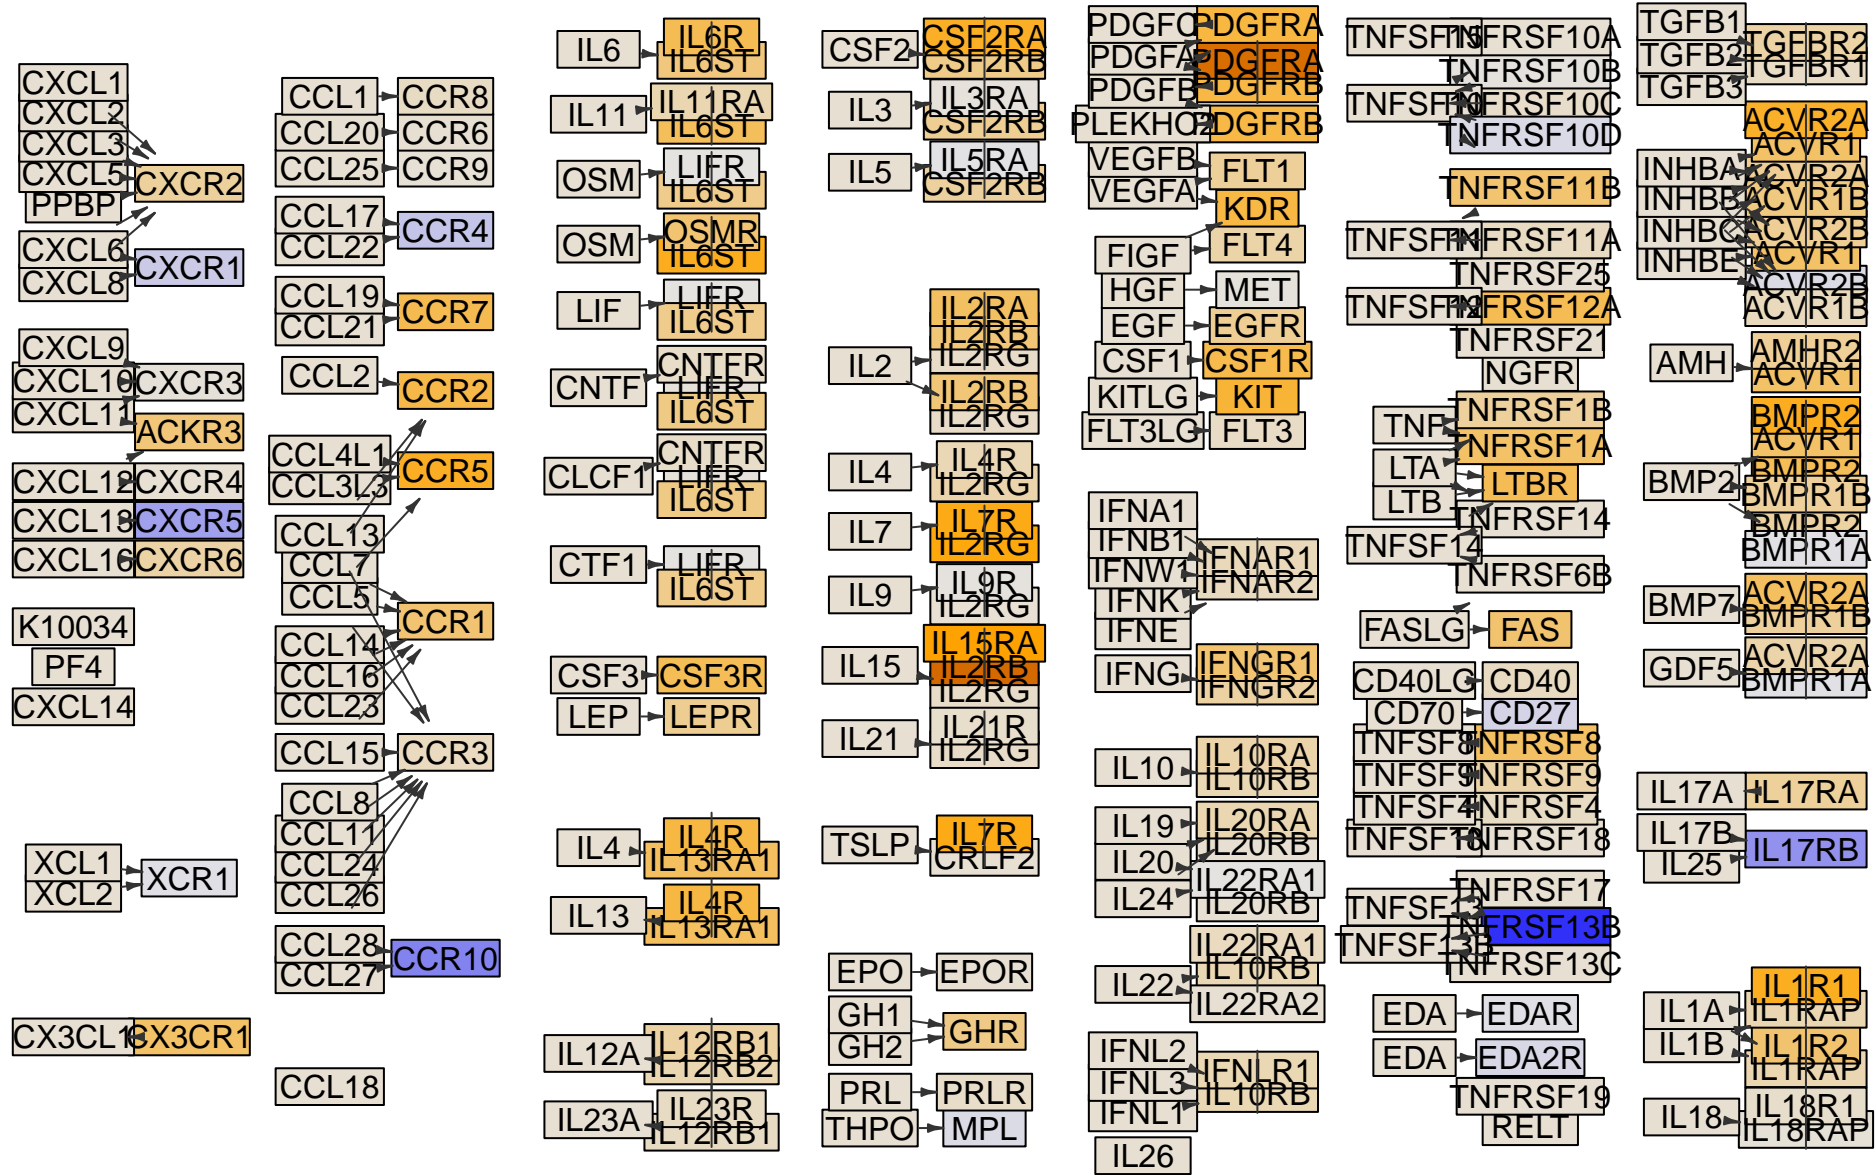 CXCL1
CXCL2
CXCL3
CXCL5
PPBP
CXCR2
CXCL6
CXCL8
CXCR1
CXCL9
CXCL10
CXCL11
CXCR3
ACKR3
CXCL12
CXCR4
CXCL13
CXCR5
CXCL16
CXCR6
K10034
PF4
CXCL14
XCL1
XCL2
XCR1
CX3CL1
CX3CR1
CCL1
CCR8
CCL20
CCR6
CCL25
CCR9
CCL17
CCL22
CCR4
CCL19
CCL21
CCR7
CCL2
CCR2
CCL4L1
CCL3L3
CCR5
CCL13
CCL7
CCL5
CCR1
CCL14
CCL16
CCL23
CCL15
CCR3
CCL8
CCL11
CCL24
CCL26
CCL28
CCL27
CCR10
CCL18
IL6
IL6R
IL6ST
IL11
IL11RA
IL6ST
OSM
LIFR
IL6ST
OSM
OSMR
IL6ST
LIF
LIFR
IL6ST
CNTF
CNTFR
LIFR
IL6ST
CLCF1
CNTFR
LIFR
IL6ST
CTF1
LIFR
IL6ST
CSF3
CSF3R
LEP
LEPR
IL4
IL4R
IL13RA1
IL13
IL4R
IL13RA1
IL12A
IL12RB1
IL12RB2
IL23A
IL23R
IL12RB1
CSF2
CSF2RA
CSF2RB
IL3
IL3RA
CSF2RB
IL5
IL5RA
CSF2RB
IL2
IL2RA
IL2RB
IL2RG
IL2RB
IL2RG
IL4
IL4R
IL2RG
IL7
IL7R
IL2RG
IL9
IL9R
IL2RG
IL15
IL15RA
IL2RB
IL2RG
IL21
IL21R
IL2RG
TSLP
IL7R
CRLF2
EPO
EPOR
GH1
GH2
GHR
PRL
PRLR
THPO
MPL
PDGFC
PDGFRA
PDGFA
PDGFRA
PDGFB
PDGFRB
PLEKHO2
PDGFRB
VEGFB
VEGFA
FLT1
KDR
FIGF
FLT4
HGF
MET
EGF
EGFR
CSF1
CSF1R
KITLG
KIT
FLT3LG
FLT3
IFNA1
IFNB1
IFNW1
IFNK
IFNE
IFNAR1
IFNAR2
IFNG
IFNGR1
IFNGR2
IL10
IL10RA
IL10RB
IL19
IL20
IL24
IL20RA
IL20RB
IL22RA1
IL20RB
IL22
IL22RA1
IL10RB
IL22RA2
IFNL2
IFNL3
IFNL1
IFNLR1
IL10RB
IL26
TNFRSF10A
TNFRSF10B
TNFSF10
TNFRSF10C
TNFRSF10D
TNFRSF11B
TNFSF11
TNFRSF11A
TNFRSF25
TNFSF12
TNFRSF12A
TNFRSF21
NGFR
TNF
TNFRSF1B
TNFRSF1A
LTA
LTB
LTBR
TNFRSF14
TNFSF14
TNFRSF6B
FASLG
FAS
CD40LG
CD40
CD70
CD27
TNFSF8
TNFRSF8
TNFSF9
TNFRSF9
TNFSF4
TNFRSF4
TNFSF18
TNFRSF18
TNFRSF17
TNFSF13
TNFRSF13B
TNFSF13B
TNFRSF13C
EDA
EDAR
EDA
EDA2R
TNFRSF19
RELT
TGFB1
TGFB2
TGFB3
TGFBR2
TGFBR1
ACVR2A
ACVR1
INHBA
ACVR2A
INHBB
ACVR1B
INHBC
ACVR2B
INHBE
ACVR1
ACVR2B
ACVR1B
AMH
AMHR2
ACVR1
BMPR2
ACVR1
BMP2
BMPR2
BMPR1B
BMPR2
BMPR1A
BMP7
ACVR2A
BMPR1B
GDF5
ACVR2A
BMPR1A
IL17A
IL17RA
IL17B
IL25
IL17RB
IL1A
IL1B
IL1R1
IL1RAP
IL1R2
IL1RAP
IL18
IL18R1
IL18RAP